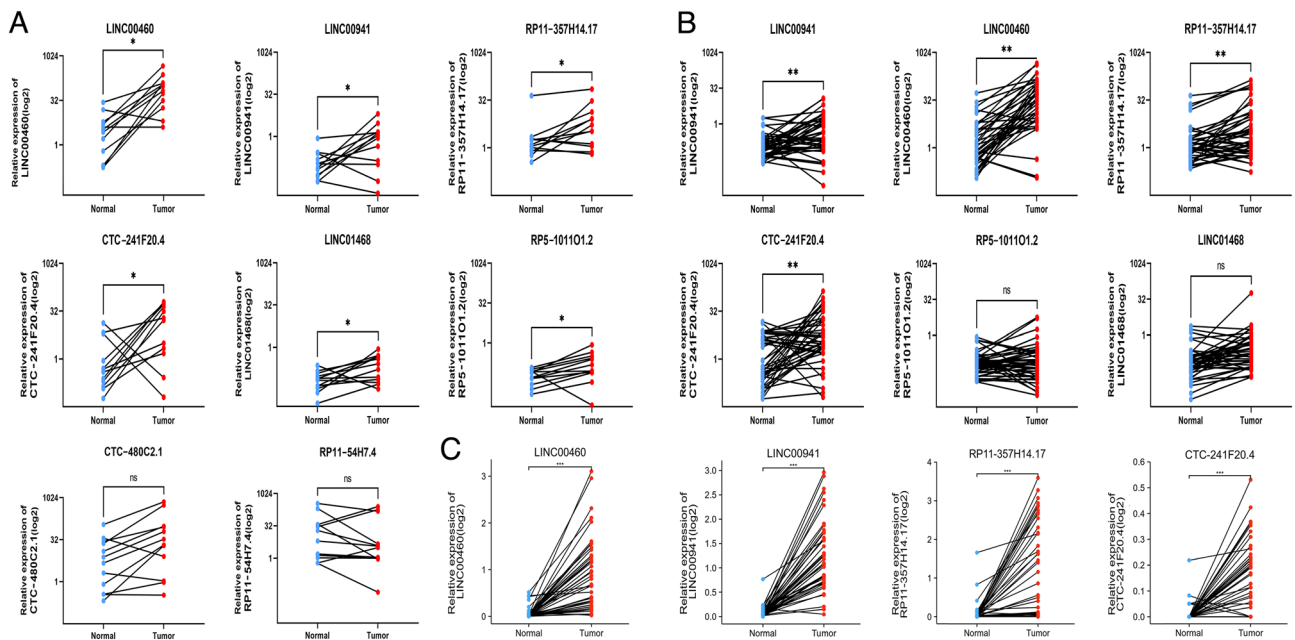 A
LINC00460
Relative expression of
LINC00460(log2)
1024
32
1
*
Normal
Tumor
LINC00941
Relative expression of
LINC00941(log2)
1024
32
1
*
Normal
Tumor
RP11-357H14.17
Relative expression of
RP11-357H14.17(log2)
1024
32
1
*
Normal
Tumor
B
LINC00941
Relative expression of
LINC00941(log2)
1024
32
1
**
Normal
Tumor
LINC00460
Relative expression of
LINC00460(log2)
1024
32
1
**
Normal
Tumor
RP11-357H14.17
Relative expression of
RP11-357H14.17(log2)
1024
32
1
**
Normal
Tumor
CTC-241F20.4
Relative expression of
CTC-241F20.4(log2)
1024
32
1
*
Normal
Tumor
LINC01468
Relative expression of
LINC01468(log2)
1024
32
1
*
Normal
Tumor
RP5-1011O1.2
Relative expression of
RP5-1011O1.2(log2)
1024
32
1
*
Normal
Tumor
CTC-241F20.4
Relative expression of
CTC-241F20.4(log2)
1024
32
1
**
Normal
Tumor
RP5-1011O1.2
Relative expression of
RP5-1011O1.2(log2)
1024
32
1
ns
Normal
Tumor
LINC01468
Relative expression of
LINC01468(log2)
1024
32
1
ns
Normal
Tumor
CTC-480C2.1
Relative expression of
CTC-480C2.1(log2)
1024
32
1
ns
Normal
Tumor
RP11-54H7.4
Relative expression of
RP11-54H7.4(log2)
1024
32
1
ns
Normal
Tumor
C
LINC00460
Relative expression of
LINC00460(log2)
3
2
1
0
***
Normal
Tumor
LINC00941
Relative expression of
LINC00941(log2)
3.0
2.5
2.0
1.5
1.0
0.5
0.0
***
Normal
Tumor
RP11-357H14.17
Relative expression of
RP11-357H14.17(log2)
4
3
2
1
0
***
Normal
Tumor
CTC-241F20.4
Relative expression of
CTC-241F20.4(log2)
0.6
0.5
0.4
0.3
0.2
0.1
0.0
***
Normal
Tumor